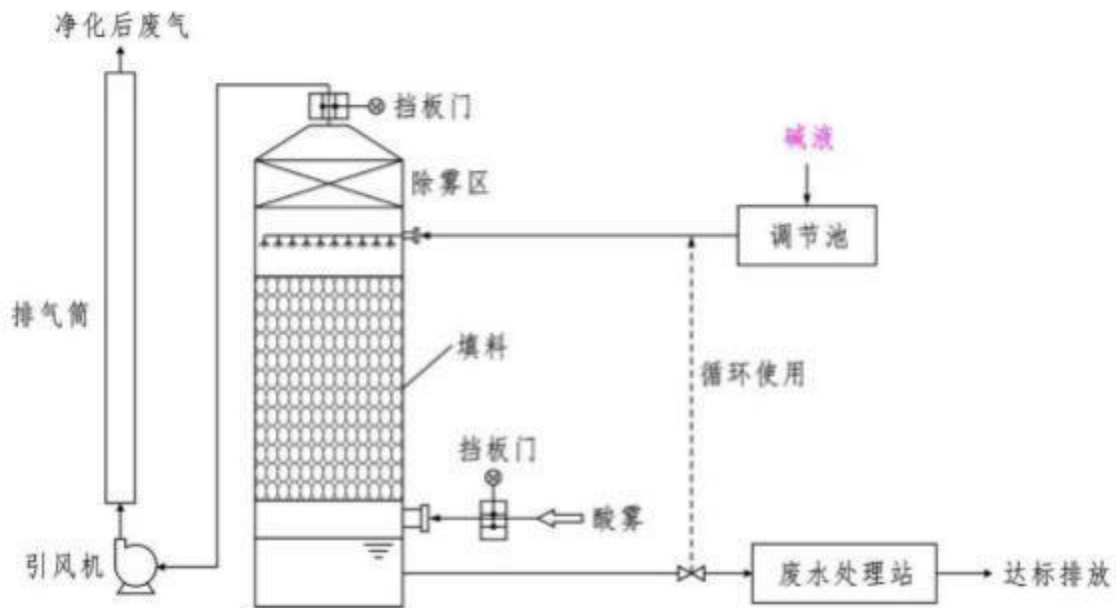 净化后废气
挡板门
碱液
除雾区
调节池
排气筒
填料
循环使用
挡板门
酸雾
引风机
废水处理站
达标排放